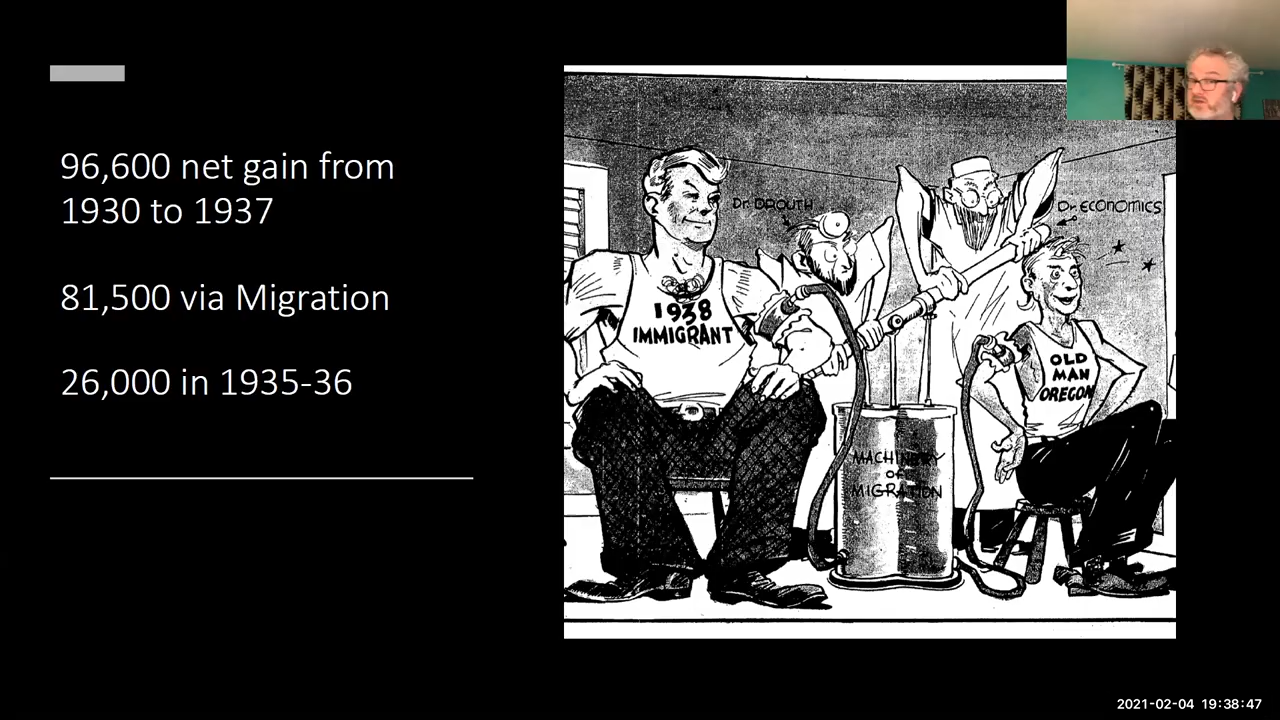 96,600 net gain from
1930 to 1937
81,500 via Migration
26,000 in 1935-36
Dr. DROUTH
Dr. ECONOMICS
1938
IMMIGRANT
OLD
MAN
OREGON
MACHINERY
of
MIGRATION
2021-02-04 19:38:47